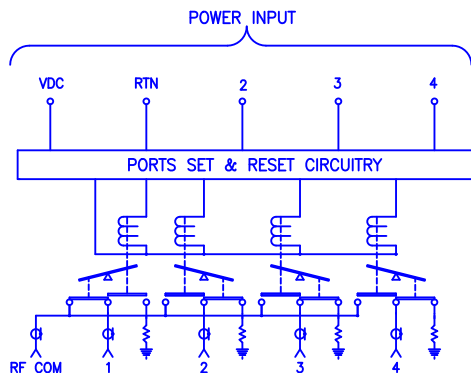 POWER INPUT
VDC RTN 2 3 4
PORTS SET & RESET CIRCUITRY
RF COM 1 2 3 4